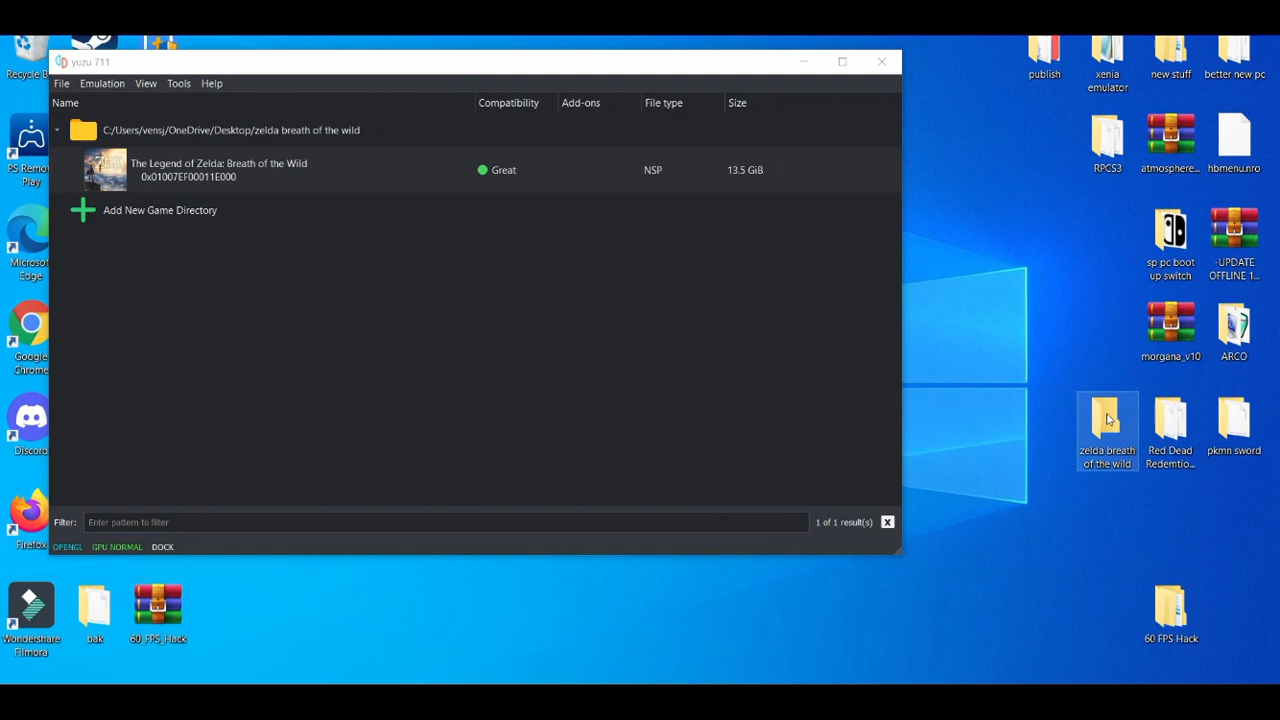 yuzu 711
File Emulation View Tools Help
Name Compatibility Add-ons File type Size
C:/Users/vensj/OneDrive/Desktop/zelda breath of the wild
The Legend of Zelda: Breath of the Wild Great NSP 13.5 GiB
0x01007EF00011E000
Add New Game Directory
Filter: Enter pattern to filter 1 of 1 result(s) X
OPENGL GPU NORMAL DOCK
Recycle B
PS Remo
Play
Microso
Edge
Google
Chrome
Discord
Firefox
Wondershare
Filmora
bak
60_FPS_Hack
publish
xenia
emulator
new stuff
better new pc
RPCS3
atmosphere...
hbmenu.nro
sp pc boot
up switch
-UPDATE
OFFLINE 1...
morgana_v10
ARCO
zelda breath
of the wild
Red Dead
Redemtio...
pkmn sword
60 FPS Hack